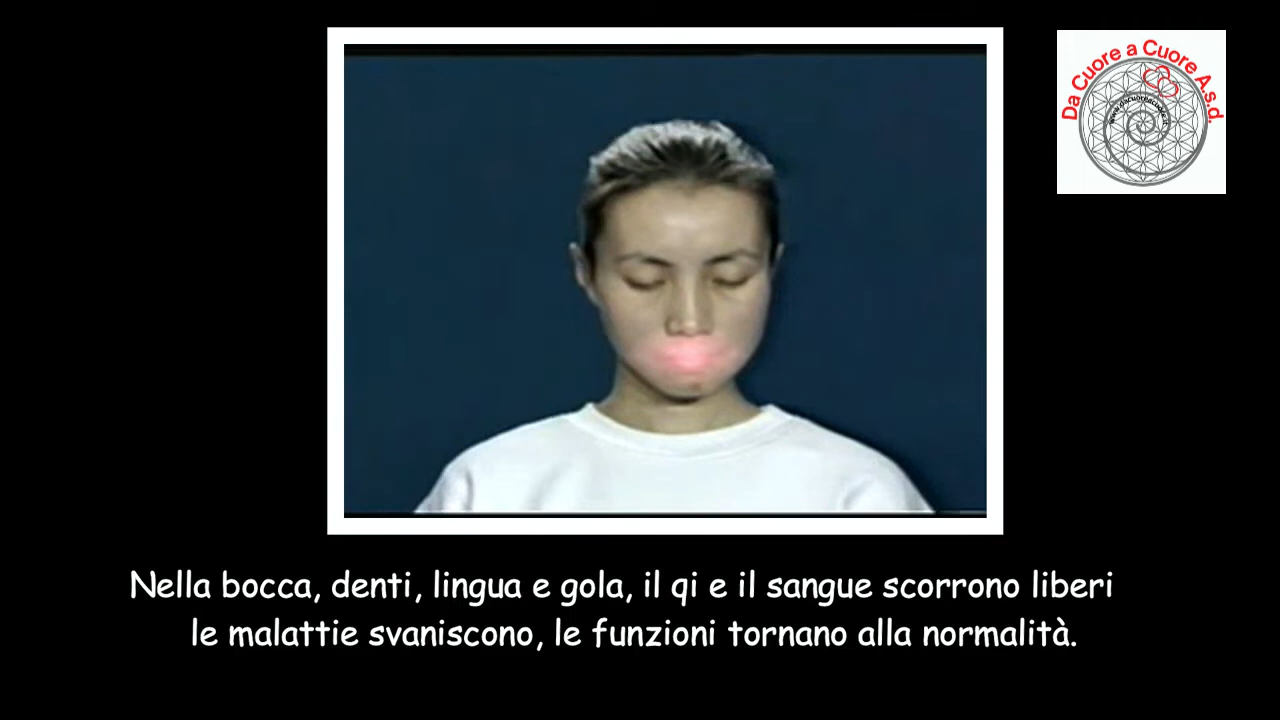 Da Cuore a Cuore A.s.d.
Nella bocca, denti, lingua e gola, il qi e il sangue scorrono liberi
le malattie svaniscono, le funzioni tornano alla normalità.